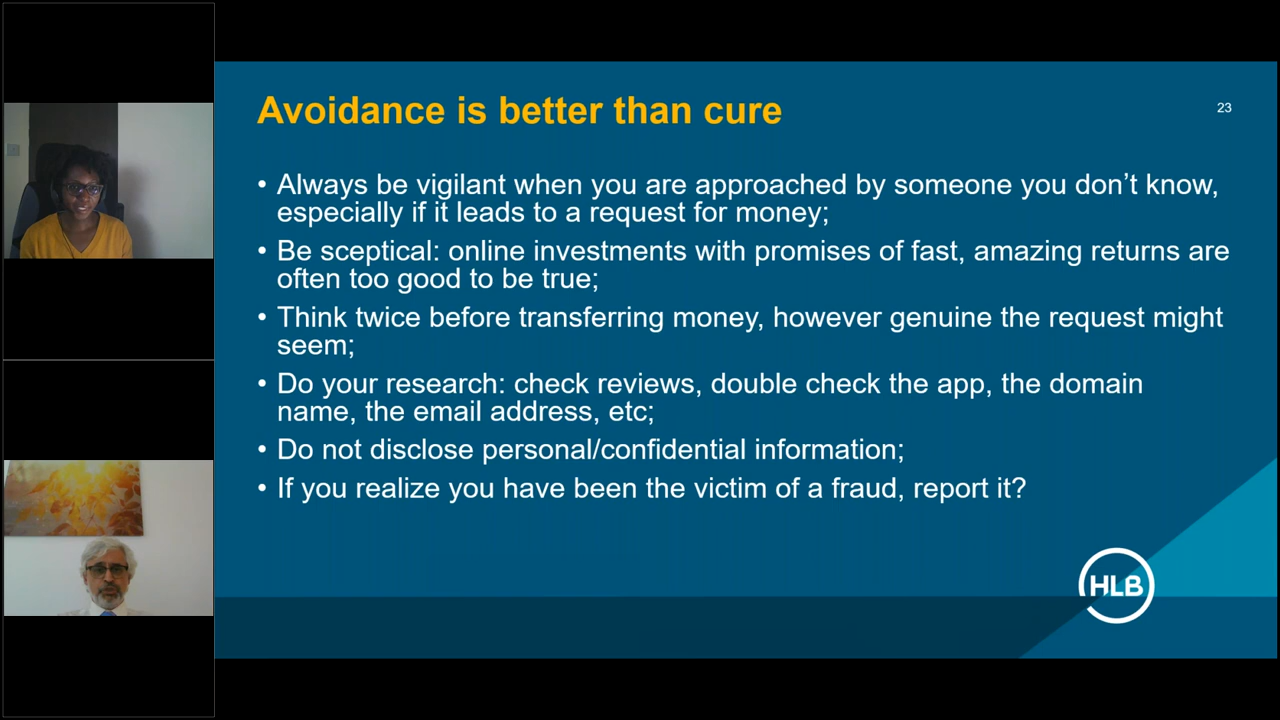 Avoidance is better than cure
23
• Always be vigilant when you are approached by someone you don’t know,
especially if it leads to a request for money;
• Be sceptical: online investments with promises of fast, amazing returns are
often too good to be true;
• Think twice before transferring money, however genuine the request might
seem;
• Do your research: check reviews, double check the app, the domain
name, the email address, etc;
• Do not disclose personal/confidential information;
• If you realize you have been the victim of a fraud, report it?
HLB